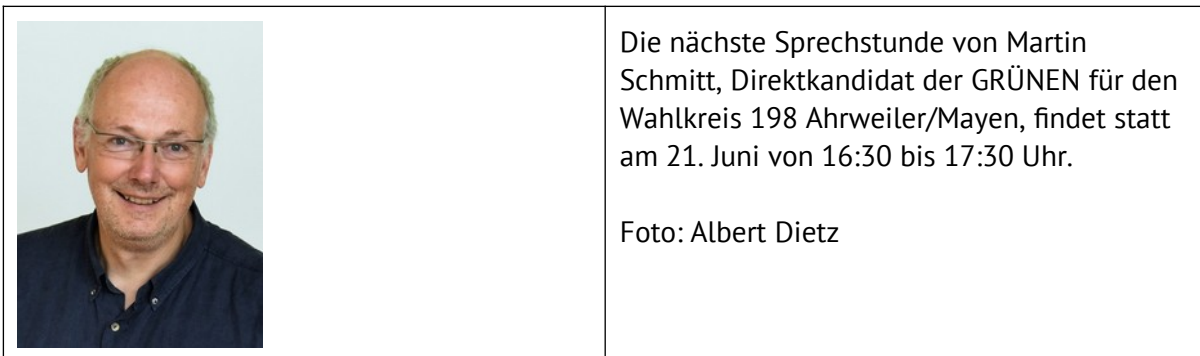 Die nächste Sprechstunde von Martin
Schmitt, Direktkandidat der GRÜNEN für den
Wahlkreis 198 Ahrweiler/Mayen, findet statt
am 21. Juni von 16:30 bis 17:30 Uhr.
Foto: Albert Dietz